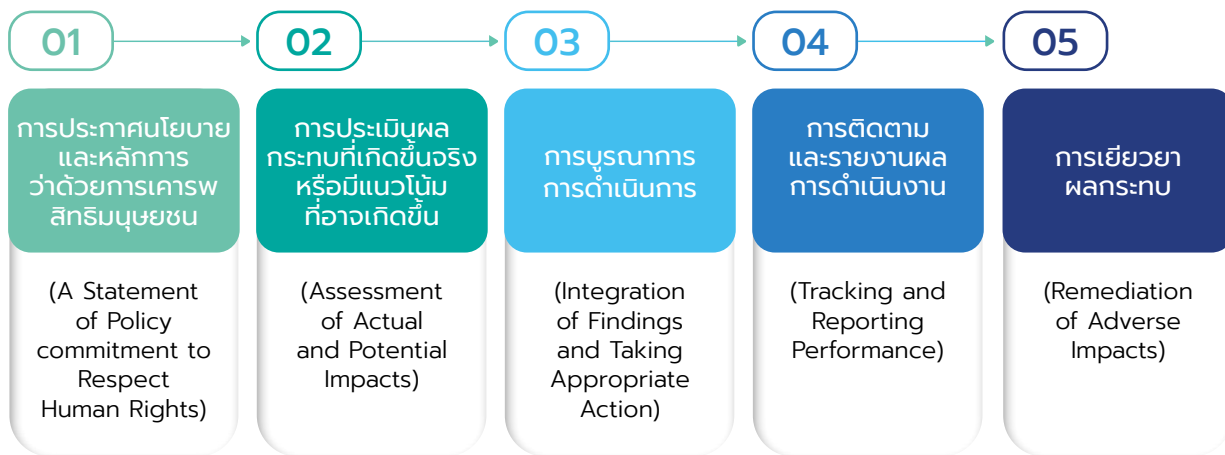 01
02
03
04
05
การประกาศนโยบาย
และหลักการ
ว่าด้วยการเคารพ
สิทธิมนุษยชน
(A Statement
of Policy
commitment to
Respect
Human Rights)
การประเมินผล
กระทบที่เกิดขึ้นจริง
หรือมีแนวโน้ม
ที่อาจเกิดขึ้น
(Assessment
of Actual
and Potential
Impacts)
การบูรณาการ
การดำเนินการ
(Integration
of Findings
and Taking
Appropriate
Action)
การติดตาม
และรายงานผล
การดำเนินงาน
(Tracking and
Reporting
Performance)
การเยียวยา
ผลกระทบ
(Remediation
of Adverse
Impacts)